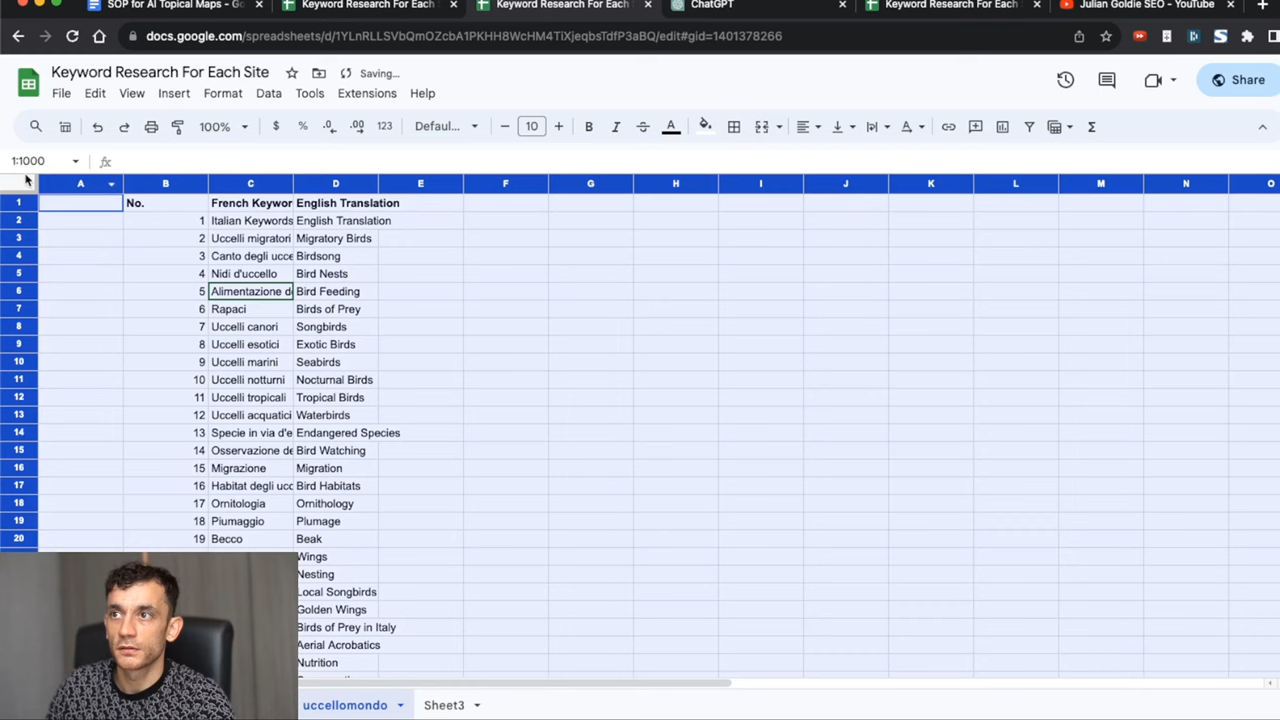 SOP for AI Topical Maps - Go
Keyword Research For Each S
Keyword Research For Each S
ChatGPT
Keyword Research For Each S
Julian Goldie SEO - YouTube
docs.google.com/spreadsheets/d/1YLnRLLSVbQmOZcbA1PKHH8WcHM4TiXjeqbsTdfP3aBQ/edit#gid=1401378266
Keyword Research For Each Site
Saving...
File Edit View Insert Format Data Tools Extensions Help
Share
100% $ % .0 .00 123 Defaul... - 10 + B I A Σ
1:1000 fx
A B C D E F G H I J K L M N O
1 No. French Keywor English Translation
2 1 Italian Keywords English Translation
3 2 Uccelli migratori Migratory Birds
4 3 Canto degli ucce Birdsong
5 4 Nidi d'uccello Bird Nests
6 5 Alimentazione de Bird Feeding
7 6 Rapaci Birds of Prey
8 7 Uccelli canori Songbirds
9 8 Uccelli esotici Exotic Birds
10 9 Uccelli marini Seabirds
11 10 Uccelli notturni Nocturnal Birds
12 11 Uccelli tropicali Tropical Birds
13 12 Uccelli acquatici Waterbirds
14 13 Specie in via d'e Endangered Species
15 14 Osservazione de Bird Watching
16 15 Migrazione Migration
17 16 Habitat degli ucc Bird Habitats
18 17 Ornitologia Ornithology
19 18 Piumaggio Plumage
20 19 Becco Beak
Wings
Nesting
Local Songbirds
Golden Wings
Birds of Prey in Italy
Aerial Acrobatics
Nutrition
uccellomondo Sheet3